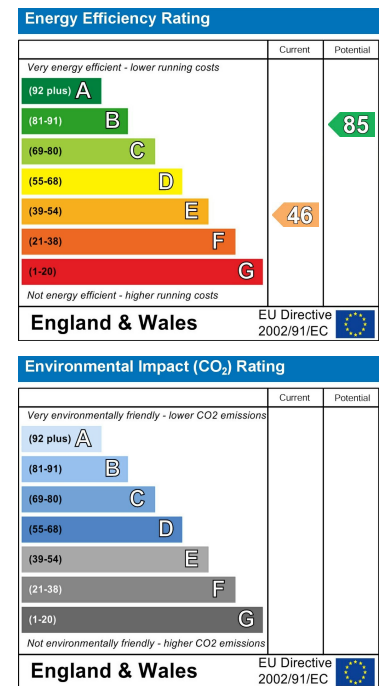 Energy Efficiency Rating
Current Potential
Very energy efficient - lower running costs
(92 plus) A
(81-91) B
85
(69-80) C
(55-68) D
(39-54) E
46
(21-38) F
(1-20) G
Not energy efficient - higher running costs
England & Wales
EU Directive
2002/91/EC
Environmental Impact (CO₂) Rating
Current Potential
Very environmentally friendly - lower CO2 emissions
(92 plus) A
(81-91) B
(69-80) C
(55-68) D
(39-54) E
(21-38) F
(1-20) G
Not environmentally friendly - higher CO2 emissions
England & Wales
EU Directive
2002/91/EC